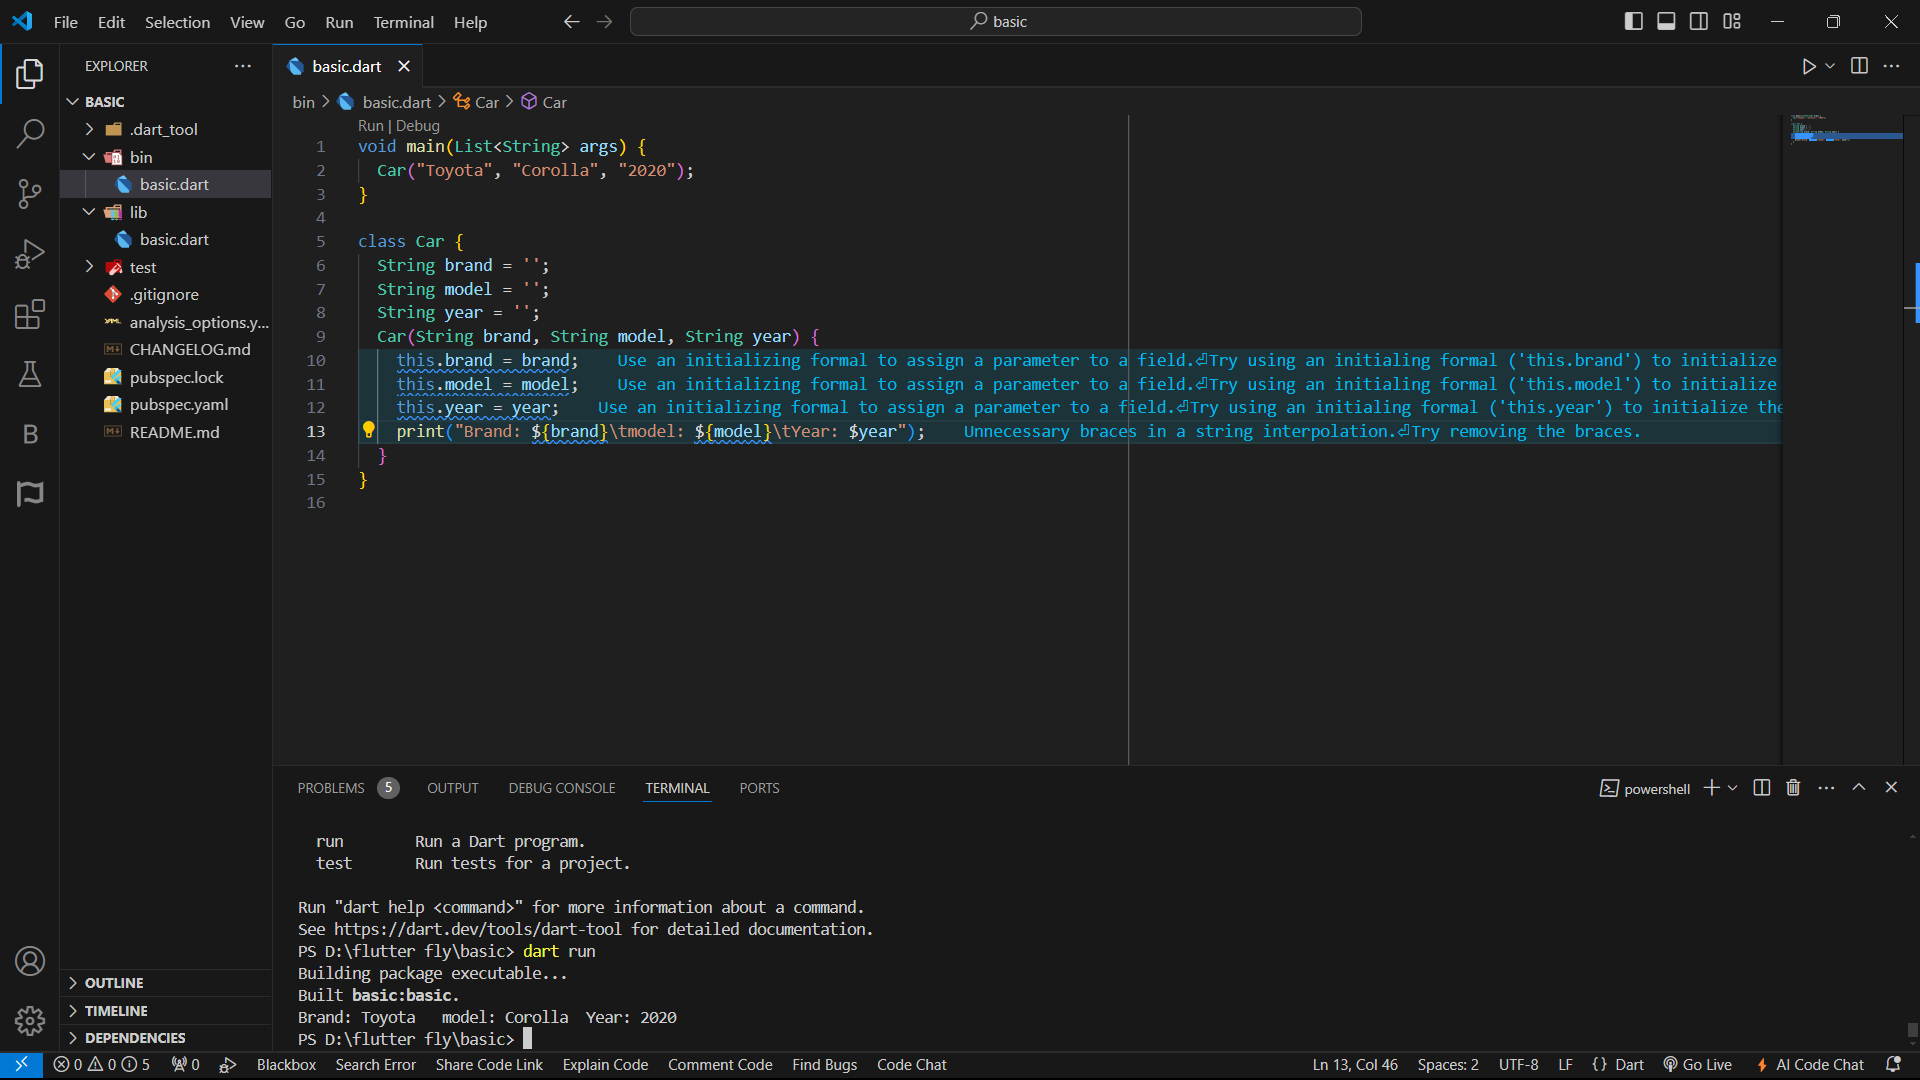 File Edit Selection View Go Run Terminal Help
basic
EXPLORER
basic.dart
BASIC
.dart_tool
bin
basic.dart
lib
basic.dart
test
.gitignore
analysis_options.y...
CHANGELOG.md
pubspec.lock
pubspec.yaml
README.md
B
OUTLINE
TIMELINE
DEPENDENCIES
bin > basic.dart > Car > Car
Run | Debug
1 void main(List<String> args) {
2 Car("Toyota", "Corolla", "2020");
3 }
4
5 class Car {
6 String brand = '';
7 String model = '';
8 String year = '';
9 Car(String brand, String model, String year) {
10 this.brand = brand; Use an initializing formal to assign a parameter to a field.⏎Try using an initialing formal ('this.brand') to initialize
11 this.model = model; Use an initializing formal to assign a parameter to a field.⏎Try using an initialing formal ('this.model') to initialize
12 this.year = year; Use an initializing formal to assign a parameter to a field.⏎Try using an initialing formal ('this.year') to initialize the
13 print("Brand: ${brand}\tmodel: ${model}\tYear: $year"); Unnecessary braces in a string interpolation.⏎Try removing the braces.
14 }
15 }
16
PROBLEMS 5 OUTPUT DEBUG CONSOLE TERMINAL PORTS
powershell
run Run a Dart program.
test Run tests for a project.
Run "dart help <command>" for more information about a command.
See https://dart.dev/tools/dart-tool for detailed documentation.
PS D:\flutter fly\basic> dart run
Building package executable...
Built basic:basic.
Brand: Toyota model: Corolla Year: 2020
PS D:\flutter fly\basic>
0 0 5 0 Blackbox Search Error Share Code Link Explain Code Comment Code Find Bugs Code Chat Ln 13, Col 46 Spaces: 2 UTF-8 LF {} Dart Go Live AI Code Chat